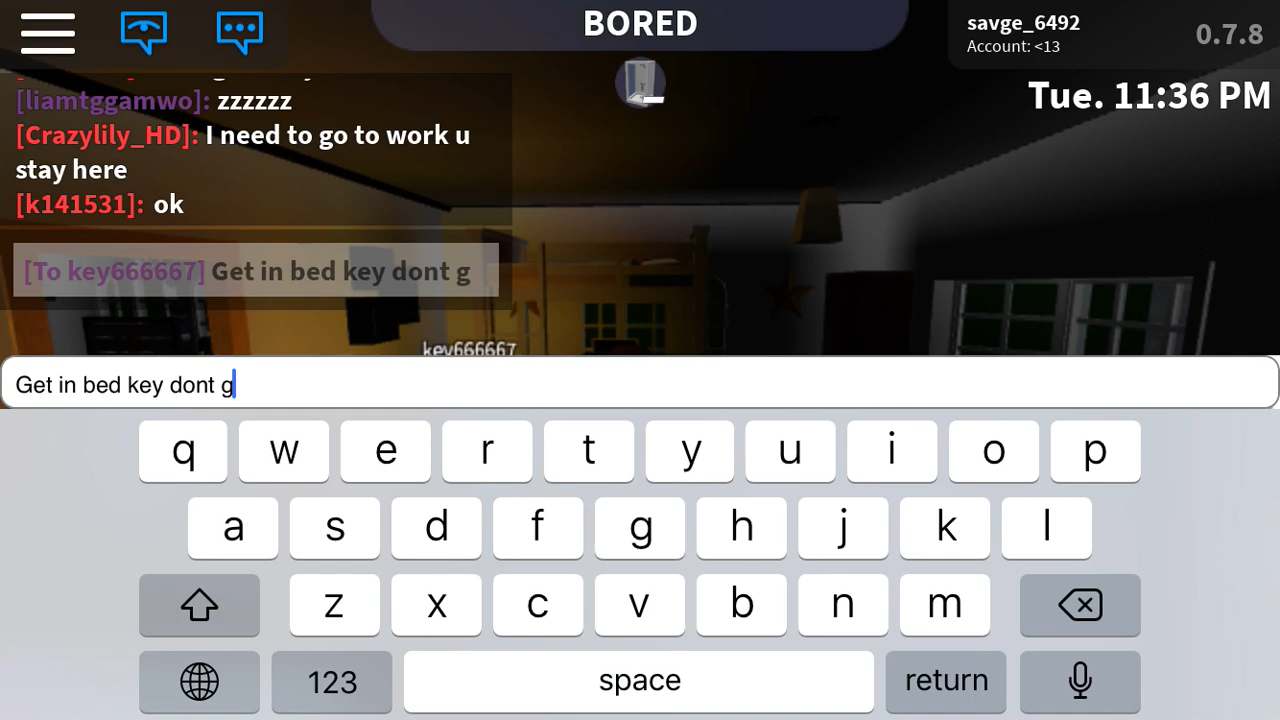 BORED
savge_6492
Account: <13
0.7.8
Tue. 11:36 PM
[liamtggamwo]: zzzzzz
[Crazylily_HD]: I need to go to work u
stay here
[k141531]: ok
[To key666667] Get in bed key dont g
key666667
Get in bed key dont g
q w e r t y u i o p
a s d f g h j k l
z x c v b n m
123 space return